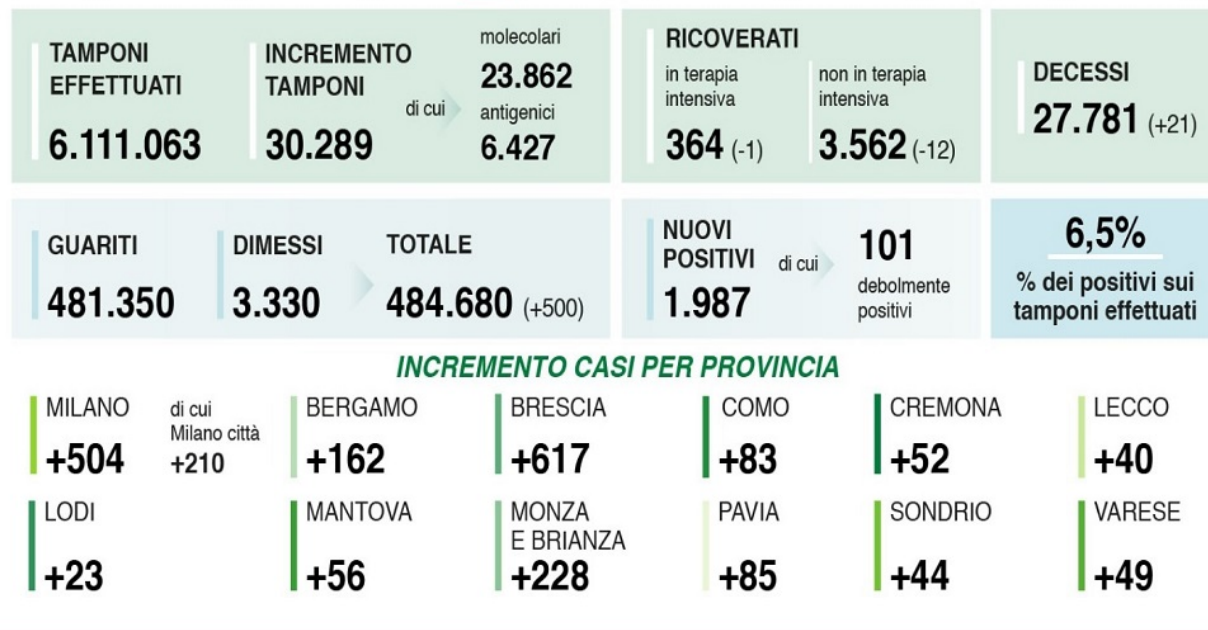 TAMPONI
EFFETTUATI
6.111.063
INCREMENTO
TAMPONI
30.289
di cui
molecolari
23.862
antigenici
6.427
RICOVERATI
in terapia
intensiva
364 (-1)
non in terapia
intensiva
3.562 (-12)
DECESSI
27.781 (+21)
GUARITI
481.350
DIMESSI
3.330
TOTALE
484.680 (+500)
NUOVI
POSITIVI
1.987
di cui
101
debolmente
positivi
6,5%
% dei positivi sui
tamponi effettuati
INCREMENTO CASI PER PROVINCIA
MILANO
+504
di cui
Milano città
+210
BERGAMO
+162
BRESCIA
+617
COMO
+83
CREMONA
+52
LECCO
+40
LODI
+23
MANTOVA
+56
MONZA
E BRIANZA
+228
PAVIA
+85
SONDRIO
+44
VARESE
+49